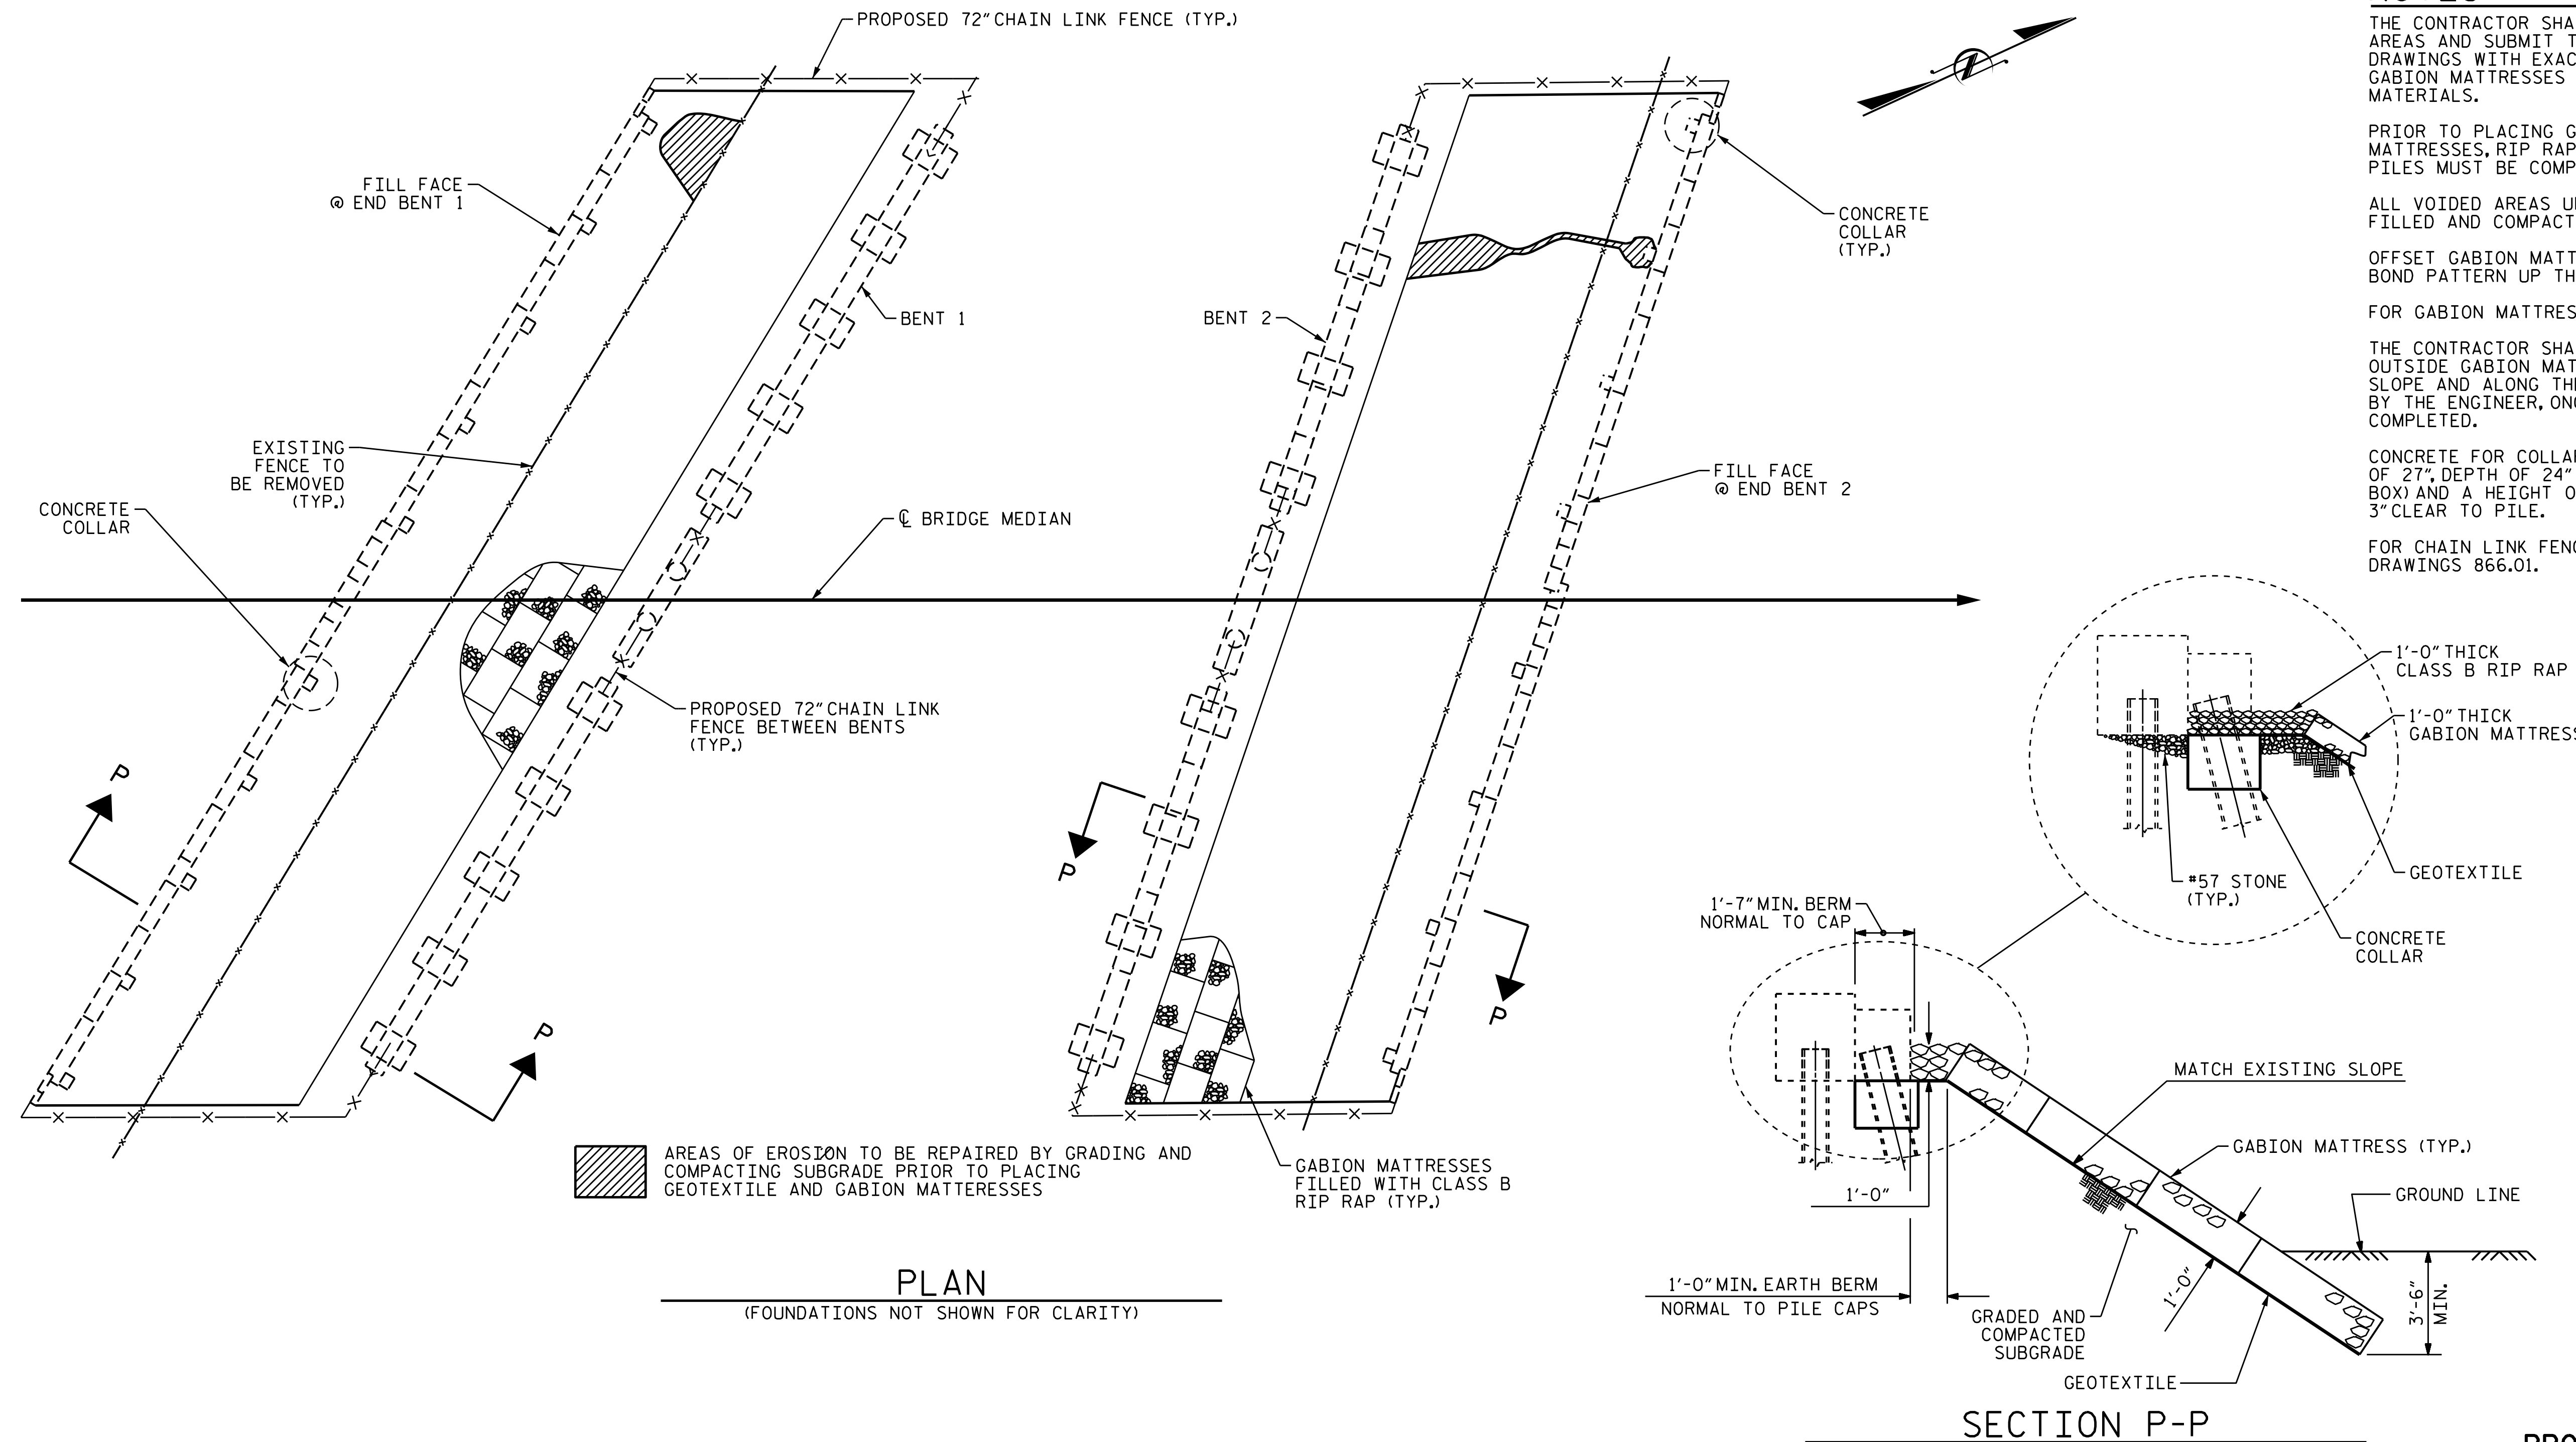 PROPOSED 72" CHAIN LINK FENCE (TYP.)
FILL FACE
@ END BENT 1
BENT 1
EXISTING
FENCE TO
BE REMOVED
(TYP.)
CONCRETE
COLLAR
℄ BRIDGE MEDIAN
PROPOSED 72" CHAIN LINK
FENCE BETWEEN BENTS
(TYP.)
P
P
BENT 2
CONCRETE
COLLAR
(TYP.)
FILL FACE
@ END BENT 2
P
P
AREAS OF EROSION TO BE REPAIRED BY GRADING AND
COMPACTING SUBGRADE PRIOR TO PLACING
GEOTEXTILE AND GABION MATTERESSES
GABION MATTRESSES
FILLED WITH CLASS B
RIP RAP (TYP.)
PLAN
(FOUNDATIONS NOT SHOWN FOR CLARITY)
THE CONTRACTOR SHA
AREAS AND SUBMIT T
DRAWINGS WITH EXAC
GABION MATTRESSES
MATERIALS.
PRIOR TO PLACING G
MATTRESSES, RIP RAP
PILES MUST BE COMP
ALL VOIDED AREAS U
FILLED AND COMPACT
OFFSET GABION MATT
BOND PATTERN UP TH
FOR GABION MATTRES
THE CONTRACTOR SHA
OUTSIDE GABION MAT
SLOPE AND ALONG TH
BY THE ENGINEER, ON
COMPLETED.
CONCRETE FOR COLLA
OF 27", DEPTH OF 24"
BOX) AND A HEIGHT O
3" CLEAR TO PILE.
FOR CHAIN LINK FEN
DRAWINGS 866.01.
1'-0" THICK
CLASS B RIP RAP
1'-0" THICK
GABION MATTRESS
GEOTEXTILE
#57 STONE
(TYP.)
CONCRETE
COLLAR
1'-7" MIN. BERM
NORMAL TO CAP
MATCH EXISTING SLOPE
GABION MATTRESS (TYP.)
GROUND LINE
1'-0"
1'-0" MIN. EARTH BERM
NORMAL TO PILE CAPS
GRADED AND
COMPACTED
SUBGRADE
1'-0"
3'-6"
MIN.
GEOTEXTILE
SECTION P-P